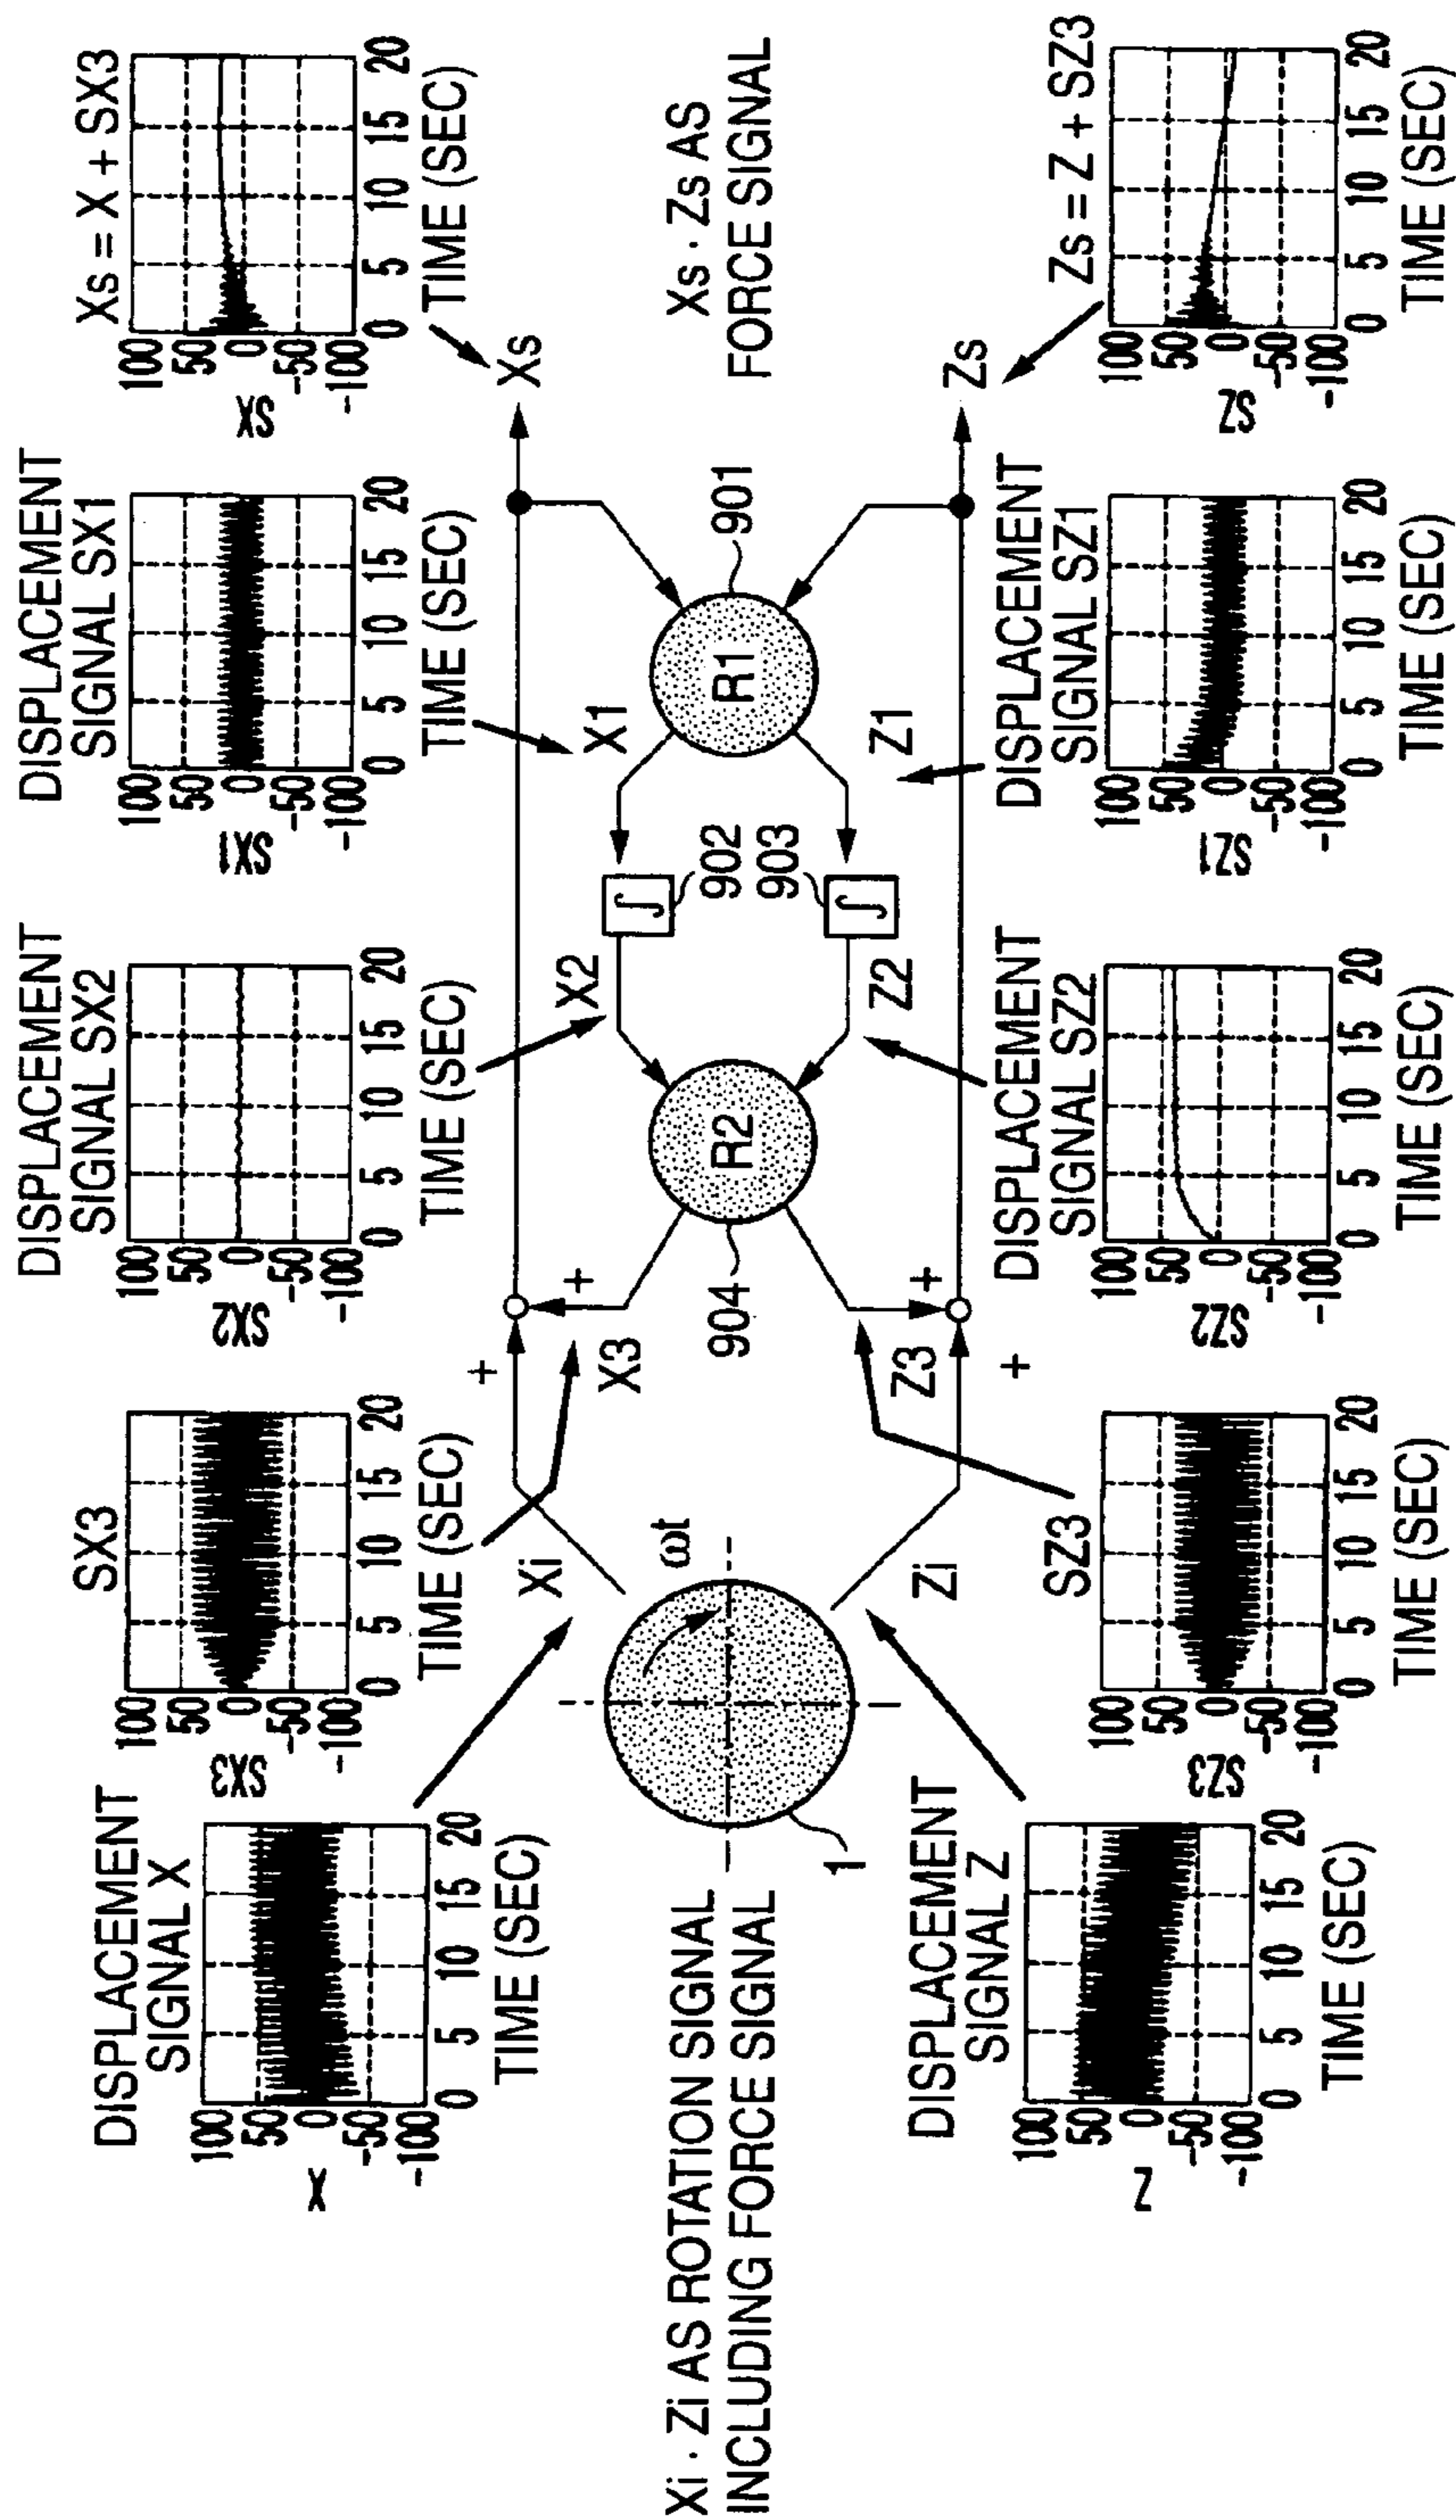 DISPLACEMENT
SIGNAL X
100
50
0
-50
-100
X
0 5 10 15 20
TIME (SEC)
SX3
100
50
0
-50
-100
SX3
0 5 10 15 20
TIME (SEC)
DISPLACEMENT
SIGNAL SX2
100
50
0
-50
-100
SX2
0 5 10 15 20
TIME (SEC)
DISPLACEMENT
SIGNAL SX1
100
50
0
-50
-100
SX1
0 5 10 15 20
TIME (SEC)
Xs = X + SX3
100
50
0
-50
-100
SX
0 5 10 15 20
TIME (SEC)
Xi · Zi AS ROTATION SIGNAL
INCLUDING FORCE SIGNAL
1
ωt
Xi
Zi
+
+
X3
Z3
+
+
904
R2
X2
Z2
902
903
∫
∫
X1
Z1
R1
901
Xs
Zs
Xs · Zs AS
FORCE SIGNAL
DISPLACEMENT
SIGNAL Z
100
50
0
-50
-100
Z
0 5 10 15 20
TIME (SEC)
SZ3
100
50
0
-50
-100
SZ3
0 5 10 15 20
TIME (SEC)
DISPLACEMENT
SIGNAL SZ2
100
50
0
-50
-100
SZ2
0 5 10 15 20
TIME (SEC)
DISPLACEMENT
SIGNAL SZ1
100
50
0
-50
-100
SZ1
0 5 10 15 20
TIME (SEC)
Zs = Z + SZ3
100
50
0
-50
-100
SZ
0 5 10 15 20
TIME (SEC)